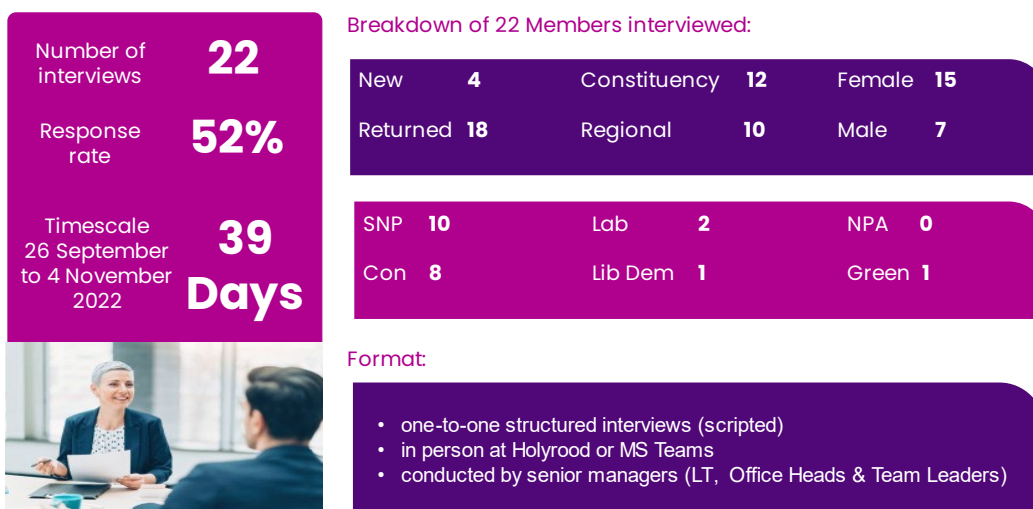 Number of
interviews
22
Response
rate
52%
Timescale
26 September
to 4 November
2022
39
Days
Breakdown of 22 Members interviewed:
New 4 Constituency 12 Female 15
Returned 18 Regional 10 Male 7
SNP 10 Lab 2 NPA 0
Con 8 Lib Dem 1 Green 1
Format:
• one-to-one structured interviews (scripted)
• in person at Holyrood or MS Teams
• conducted by senior managers (LT, Office Heads & Team Leaders)